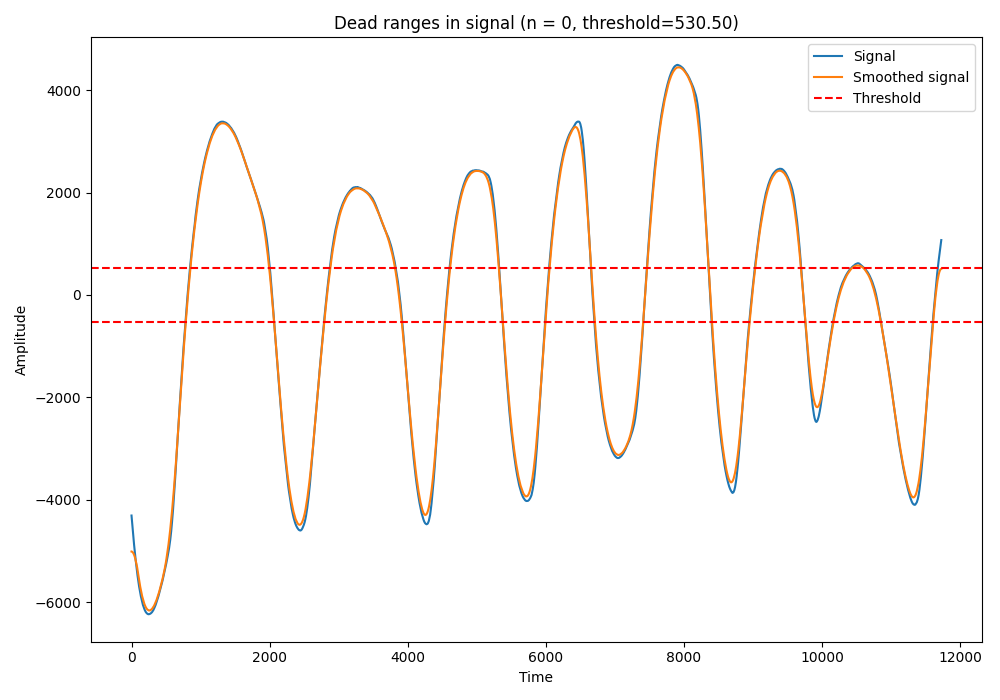 Dead ranges in signal (n = 0, threshold=530.50)
Signal
Smoothed signal
Threshold
Amplitude
4000
2000
0
−2000
−4000
−6000
0 2000 4000 6000 8000 10000 12000
Time